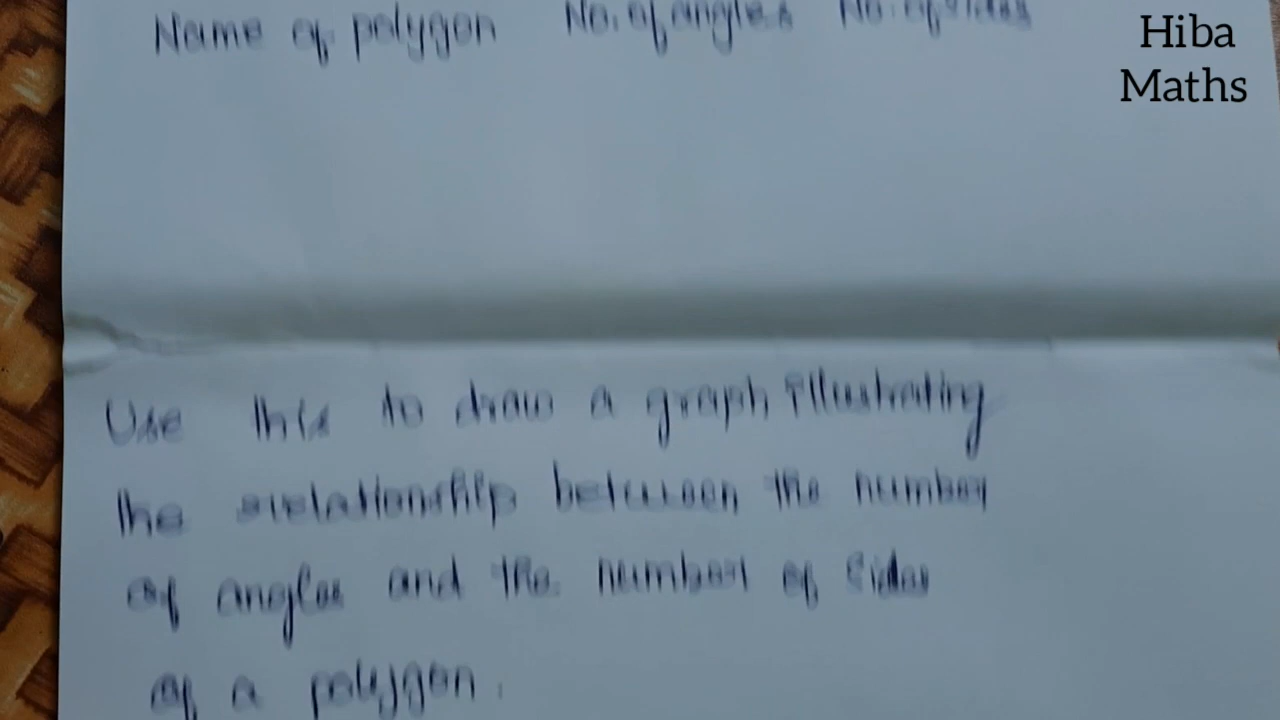 Name of polygon No. of angles No. of sides
Hiba
Maths
Use this to draw a graph illustrating
the relationship between the number
of angles and the number of sides
of a polygon.